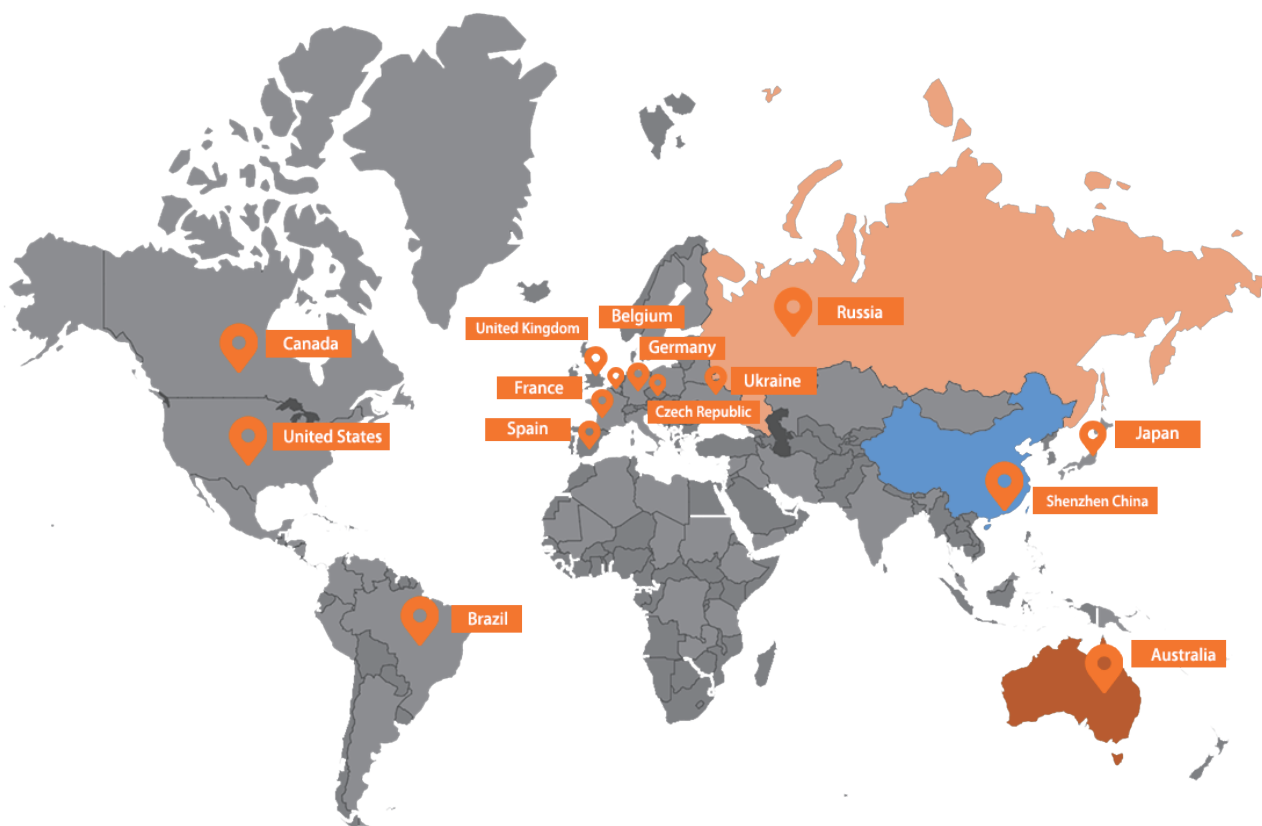 Belgium
Russia
United Kingdom
Canada
Germany
Ukraine
France
Czech Republic
Spain
United States
Japan
Shenzhen China
Brazil
Australia